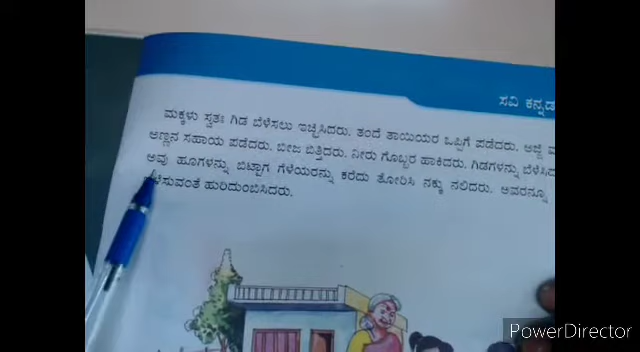 ಸವಿ ಕನ್ನಡ
ಮಕ್ಕಳು ಸ್ವತಃ ಗಿಡ ಬೆಳೆಸಲು ಇಚ್ಛಿಸಿದರು. ತಂದೆ ತಾಯಿಯರ ಒಪ್ಪಿಗೆ ಪಡೆದರು. ಅಜ್ಜಿ
ಅಣ್ಣನ ಸಹಾಯ ಪಡೆದರು. ಬೀಜ ಬಿತ್ತಿದರು. ನೀರು ಗೊಬ್ಬರ ಹಾಕಿದರು. ಗಿಡಗಳನ್ನು
ಅವು ಹೂಗಳನ್ನು ಬಿಟ್ಟಾಗ ಗೆಳೆಯರನ್ನು ಕರೆದು ತೋರಿಸಿ ನಕ್ಕು ನಲಿದರು. ಅವರನ್ನೂ
ಹುರಿದುಂಬಿಸಿದರು.
PowerDirector